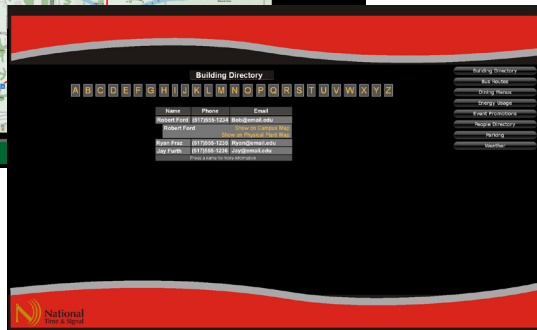 Building Directory
A B C D E F G H I J K L M N O P Q R S T U V W X Y Z
Name Phone Email
Robert Ford (517)555-1234 Bob@email.edu
Robert Ford Show on Campus Map
Show on Physical Plant Map
Ryan Fraz (517)555-1235 Ryan@email.edu
Jay Furth (517)555-1236 Jay@email.edu
Press a name for more information
Building Directory
Bus Routes
Dining Menus
Energy Usage
Event Promotions
People Directory
Parking
Weather
National
Time & Signal